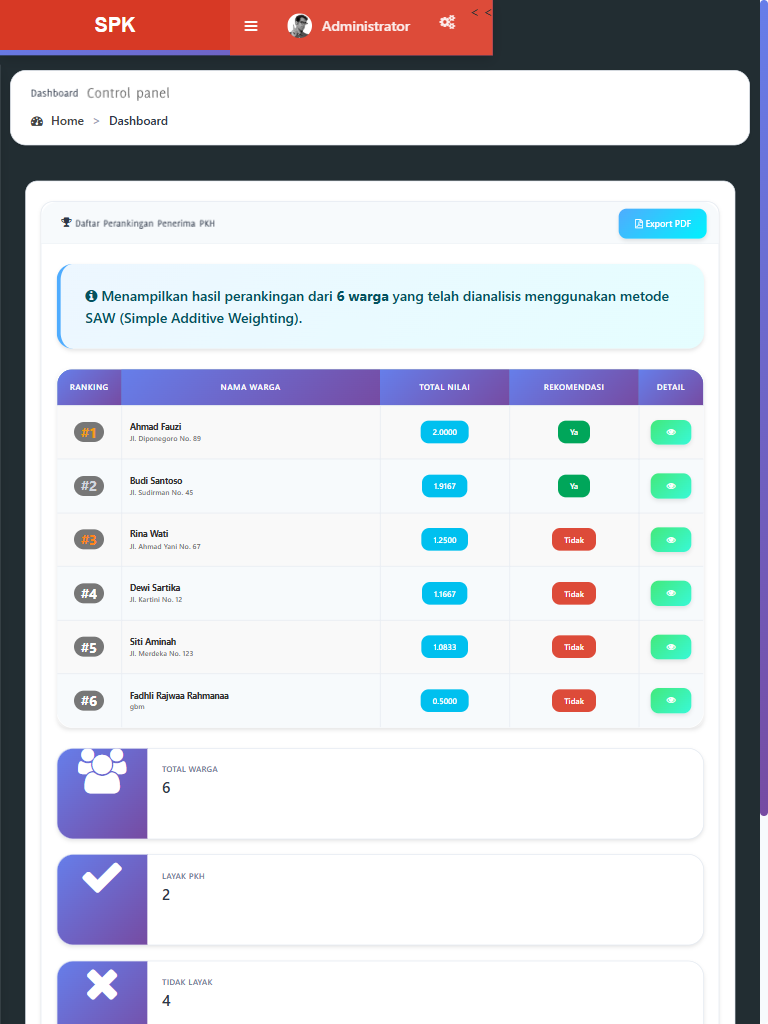 SPK
Administrator
< <
Dashboard Control panel
Home > Dashboard
Daftar Perankingan Penerima PKH
Export PDF
Menampilkan hasil perankingan dari 6 warga yang telah dianalisis menggunakan metode
SAW (Simple Additive Weighting).
RANKING NAMA WARGA TOTAL NILAI REKOMENDASI DETAIL
#1 Ahmad Fauzi 2.0000 Ya
Jl. Diponegoro No. 89
#2 Budi Santoso 1.9167 Ya
Jl. Sudirman No. 45
#3 Rina Wati 1.2500 Tidak
Jl. Ahmad Yani No. 67
#4 Dewi Sartika 1.1667 Tidak
Jl. Kartini No. 12
#5 Siti Aminah 1.0833 Tidak
Jl. Merdeka No. 123
#6 Fadhli Rajwaa Rahmanaa 0.5000 Tidak
gbm
TOTAL WARGA
6
LAYAK PKH
2
TIDAK LAYAK
4